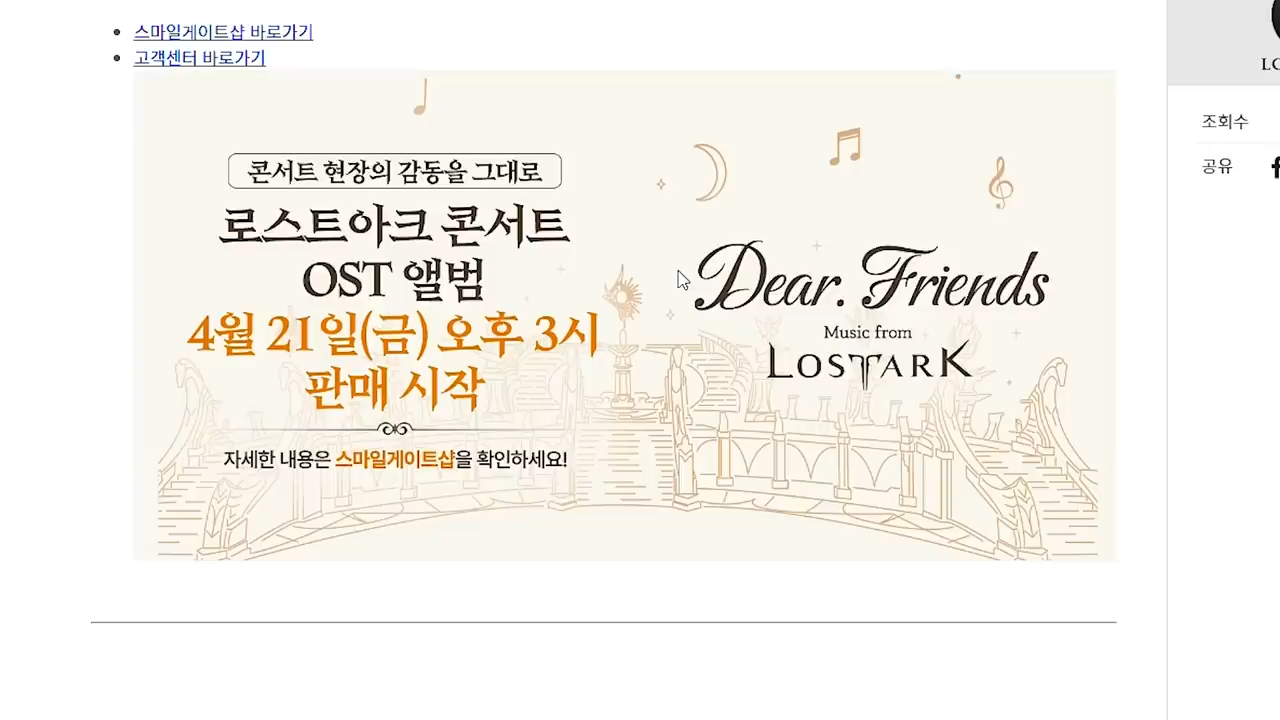 스마일게이트샵 바로가기
고객센터 바로가기
콘서트 현장의 감동을 그대로
로스트아크 콘서트
OST 앨범
4월 21일(금) 오후 3시
판매 시작
자세한 내용은 스마일게이트샵을 확인하세요!
Dear. Friends
Music from
LOSTARK
조회수
공유